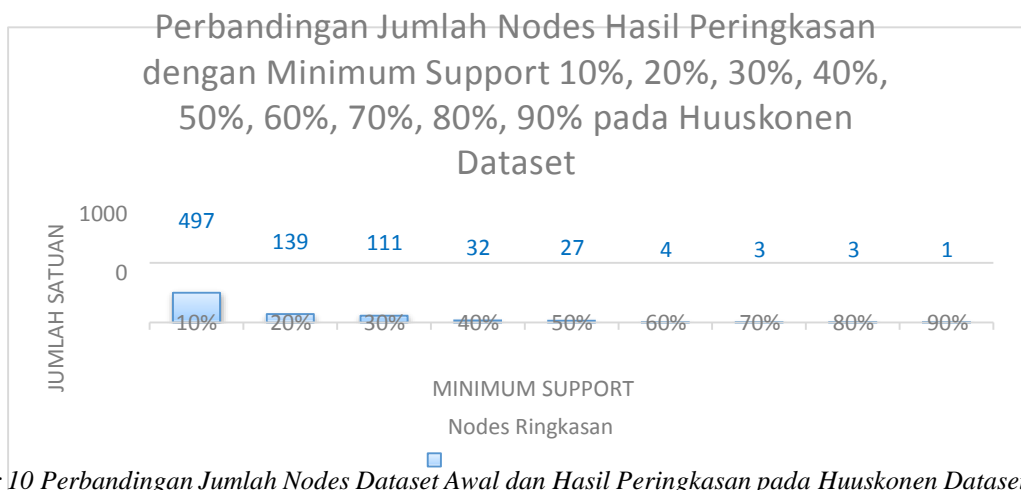 Perbandingan Jumlah Nodes Hasil Peringkasan
dengan Minimum Support 10%, 20%, 30%, 40%,
50%, 60%, 70%, 80%, 90% pada Huuskonen
Dataset
JUMLAH SATUAN
1000
0
497 139 111 32 27 4 3 3 1
10% 20% 30% 40% 50% 60% 70% 80% 90%
MINIMUM SUPPORT
Nodes Ringkasan
10 Perbandingan Jumlah Nodes Dataset Awal dan Hasil Peringkasan pada Huuskonen Dataset